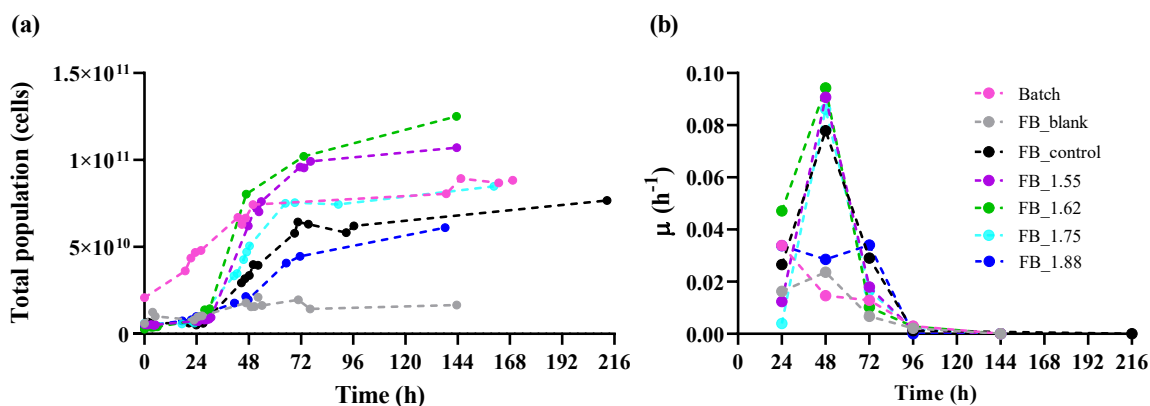 (a)
Total population (cells)
1.5×10¹¹
1×10¹¹
5×10¹⁰
0
0 24 48 72 96 120 144 168 192 216
Time (h)
(b)
μ (h⁻¹)
0.10
0.08
0.06
0.04
0.02
0.00
0 24 48 72 96 120 144 168 192 216
Time (h)
Batch
FB_blank
FB_control
FB_1.55
FB_1.62
FB_1.75
FB_1.88